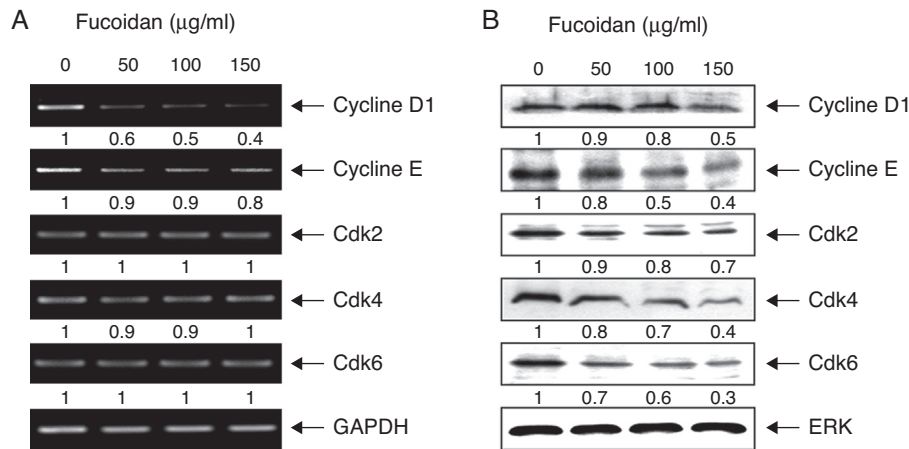 A
Fucoidan (μg/ml)
0 50 100 150
Cycline D1
1 0.6 0.5 0.4
Cycline E
1 0.9 0.9 0.8
Cdk2
1 1 1 1
Cdk4
1 0.9 0.9 1
Cdk6
1 1 1 1
GAPDH
B
Fucoidan (μg/ml)
0 50 100 150
Cycline D1
1 0.9 0.8 0.5
Cycline E
1 0.8 0.5 0.4
Cdk2
1 0.9 0.8 0.7
Cdk4
1 0.8 0.7 0.4
Cdk6
1 0.7 0.6 0.3
ERK